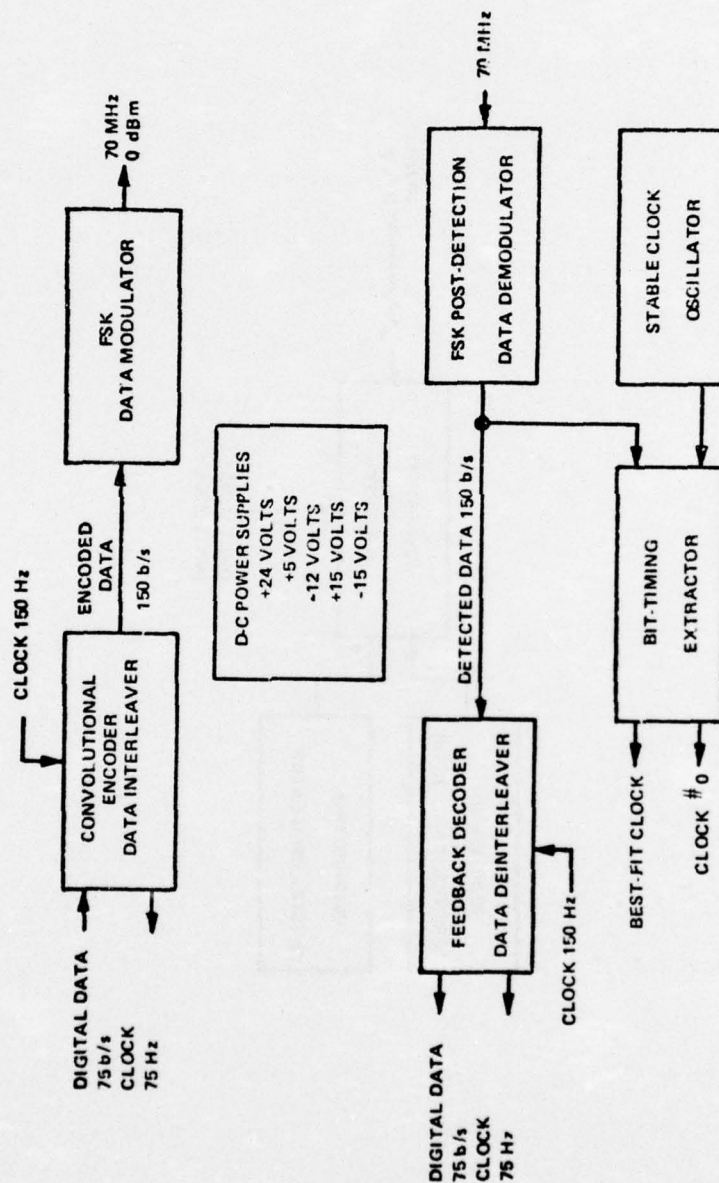 CLOCK 150 Hz
DIGITAL DATA
75 b/s
CLOCK
75 Hz
CONVOLUTIONAL
ENCODER
DATA INTERLEAVER
ENCODED
DATA
150 b/s
FSK
DATA MODULATOR
70 MHz
0 dBm
D-C POWER SUPPLIES
+24 VOLTS
+5 VOLTS
-12 VOLTS
+15 VOLTS
-15 VOLTS
DIGITAL DATA
75 b/s
CLOCK
75 Hz
FEEDBACK DECODER
DATA DEINTERLEAVER
CLOCK 150 Hz
DETECTED DATA 150 b/s
FSK POST-DETECTION
DATA DEMODULATOR
70 MHz
BEST-FIT CLOCK
CLOCK #0
BIT-TIMING
EXTRACTOR
STABLE CLOCK
OSCILLATOR